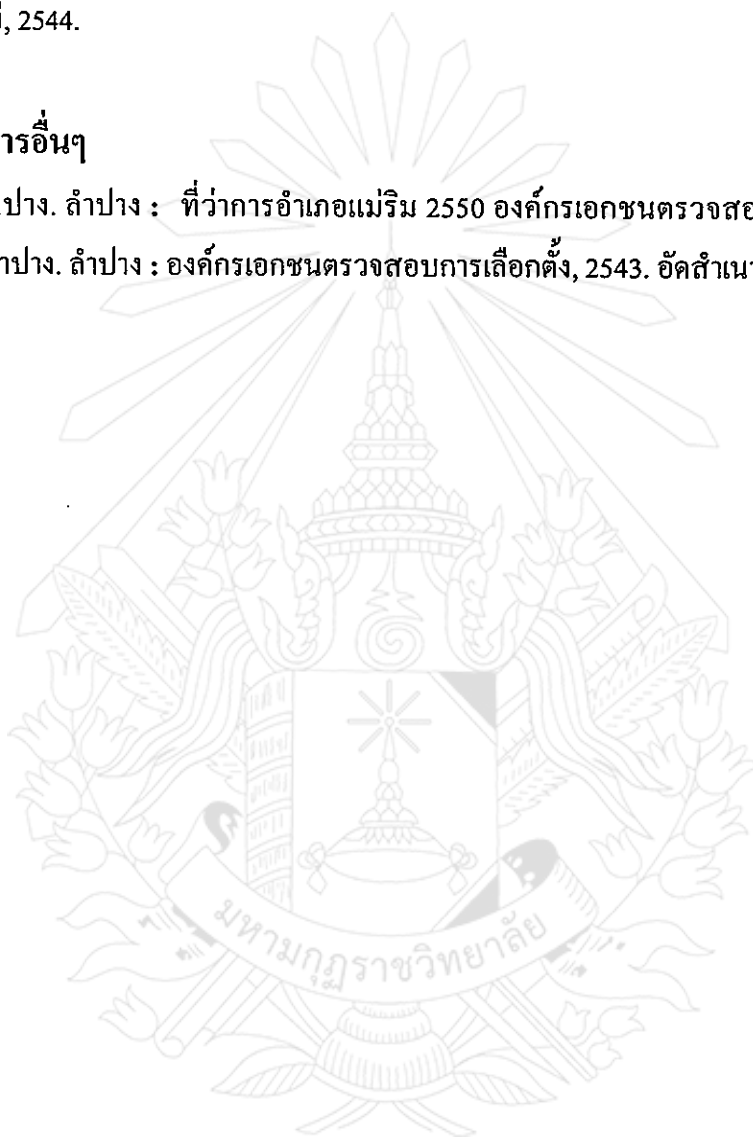 , 2544.
ารอื่นๆ
ปาง. ลำปาง : ที่ว่าการอำเภอแม่ริม 2550 องค์กรเอกชนตรวจสอ
าปาง. ลำปาง : องค์กรเอกชนตรวจสอบการเลือกตั้ง, 2543. อัดสำเนา
มหามกุฏราชวิทยาลัย